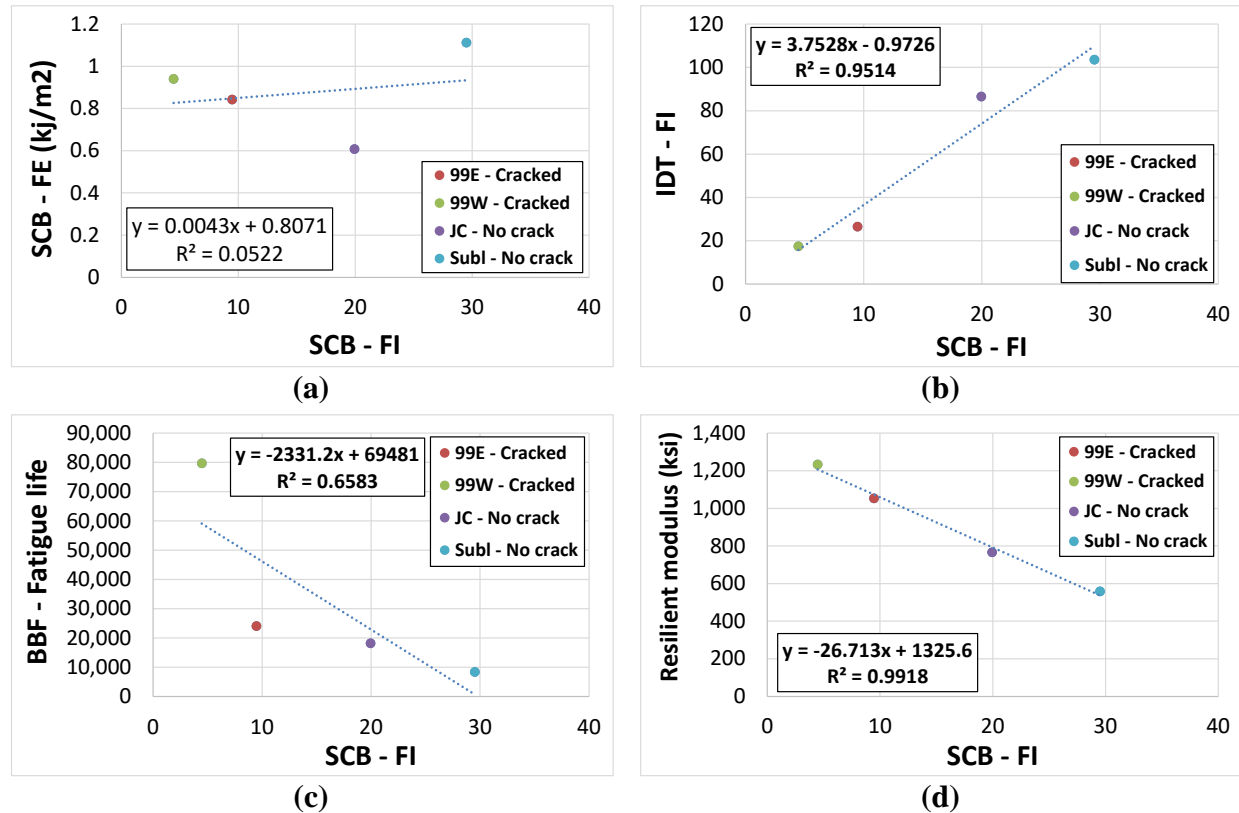 SCB - FE (kj/m2)
1.2
1
0.8
0.6
0.4
0.2
0
y = 0.0043x + 0.8071
R² = 0.0522
99E - Cracked
99W - Cracked
JC - No crack
Subl - No crack
0 10 20 30 40
SCB - FI
(a)
IDT - FI
120
100
80
60
40
20
0
y = 3.7528x - 0.9726
R² = 0.9514
99E - Cracked
99W - Cracked
JC - No crack
Subl - No crack
0 10 20 30 40
SCB - FI
(b)
BBF - Fatigue life
90,000
80,000
70,000
60,000
50,000
40,000
30,000
20,000
10,000
0
y = -2331.2x + 69481
R² = 0.6583
99E - Cracked
99W - Cracked
JC - No crack
Subl - No crack
0 10 20 30 40
SCB - FI
(c)
Resilient modulus (ksi)
1,400
1,200
1,000
800
600
400
200
0
99E - Cracked
99W - Cracked
JC - No crack
Subl - No crack
y = -26.713x + 1325.6
R² = 0.9918
0 10 20 30 40
SCB - FI
(d)